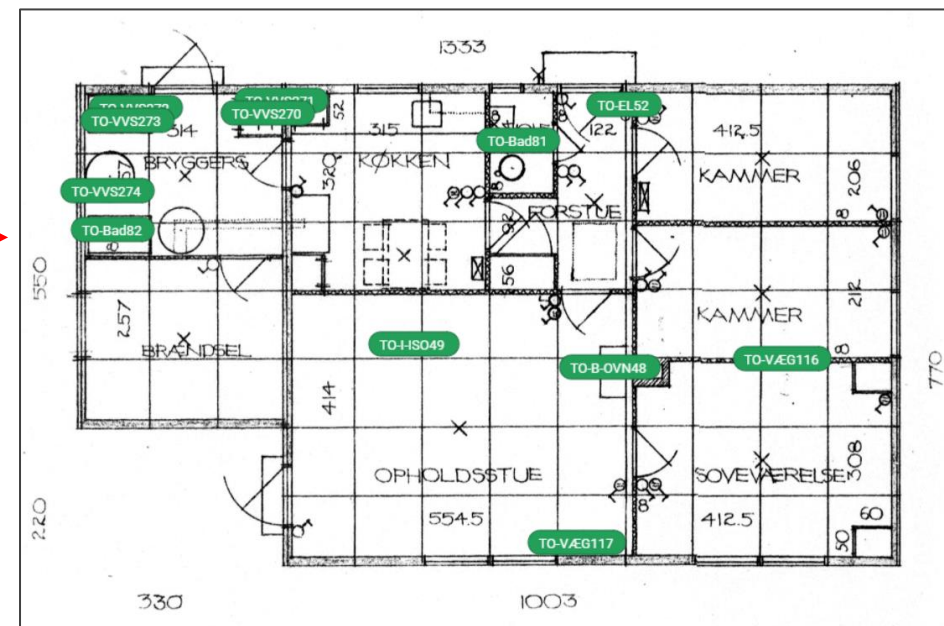 1333
TO-VVS273
TO-VVS270
314
BRYGGERS
TO-VVS274
TO-Bad82
52
315
KØKKEN
320
TO-Bad81
92
56
TO-EL52
122
FORSTUE
412.5
KAMMER
206
8
KAMMER
212
8
550
257
BRÆNDSEL
TO-I-ISO49
414
TO-B-OVN48
TO-VÆG116
770
OPHOLDSSTUE
554.5
TO-VÆG117
SOVEVÆRELSE
308
8
412.5
60
50
220
330
1003